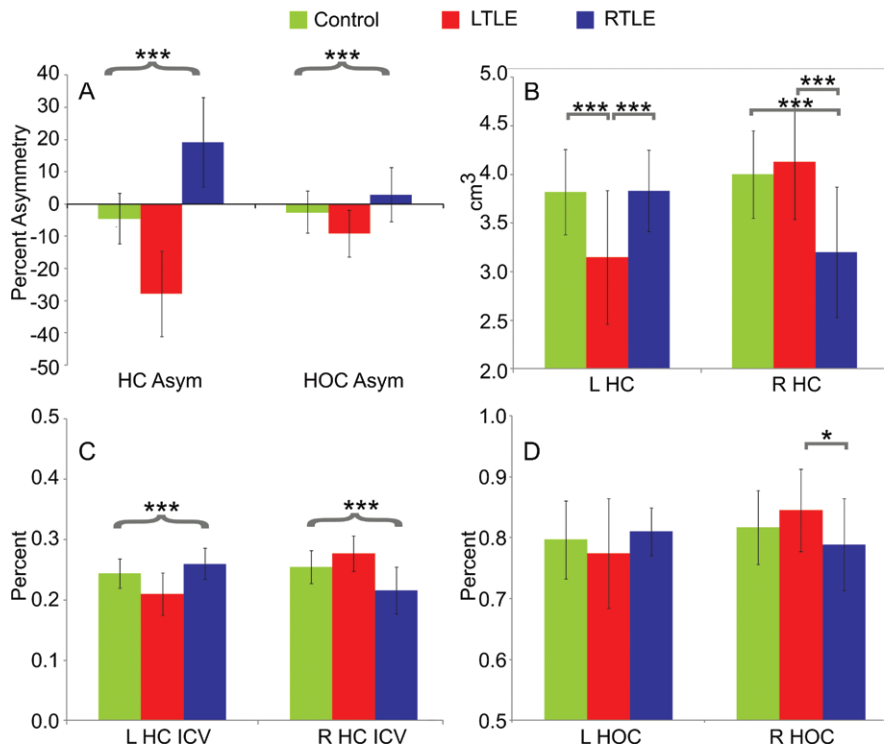 Control LTLE RTLE
A
***
***
40
30
20
10
0
-10
-20
-30
-40
-50
Percent Asymmetry
HC Asym HOC Asym
B
*** ***
***
***
5.0
4.5
4.0
3.5
3.0
2.5
2.0
cm3
L HC R HC
C
***
***
0.5
0.4
0.3
0.2
0.1
0.0
Percent
L HC ICV R HC ICV
D
*
1.0
0.9
0.8
0.7
0.6
0.5
Percent
L HOC R HOC